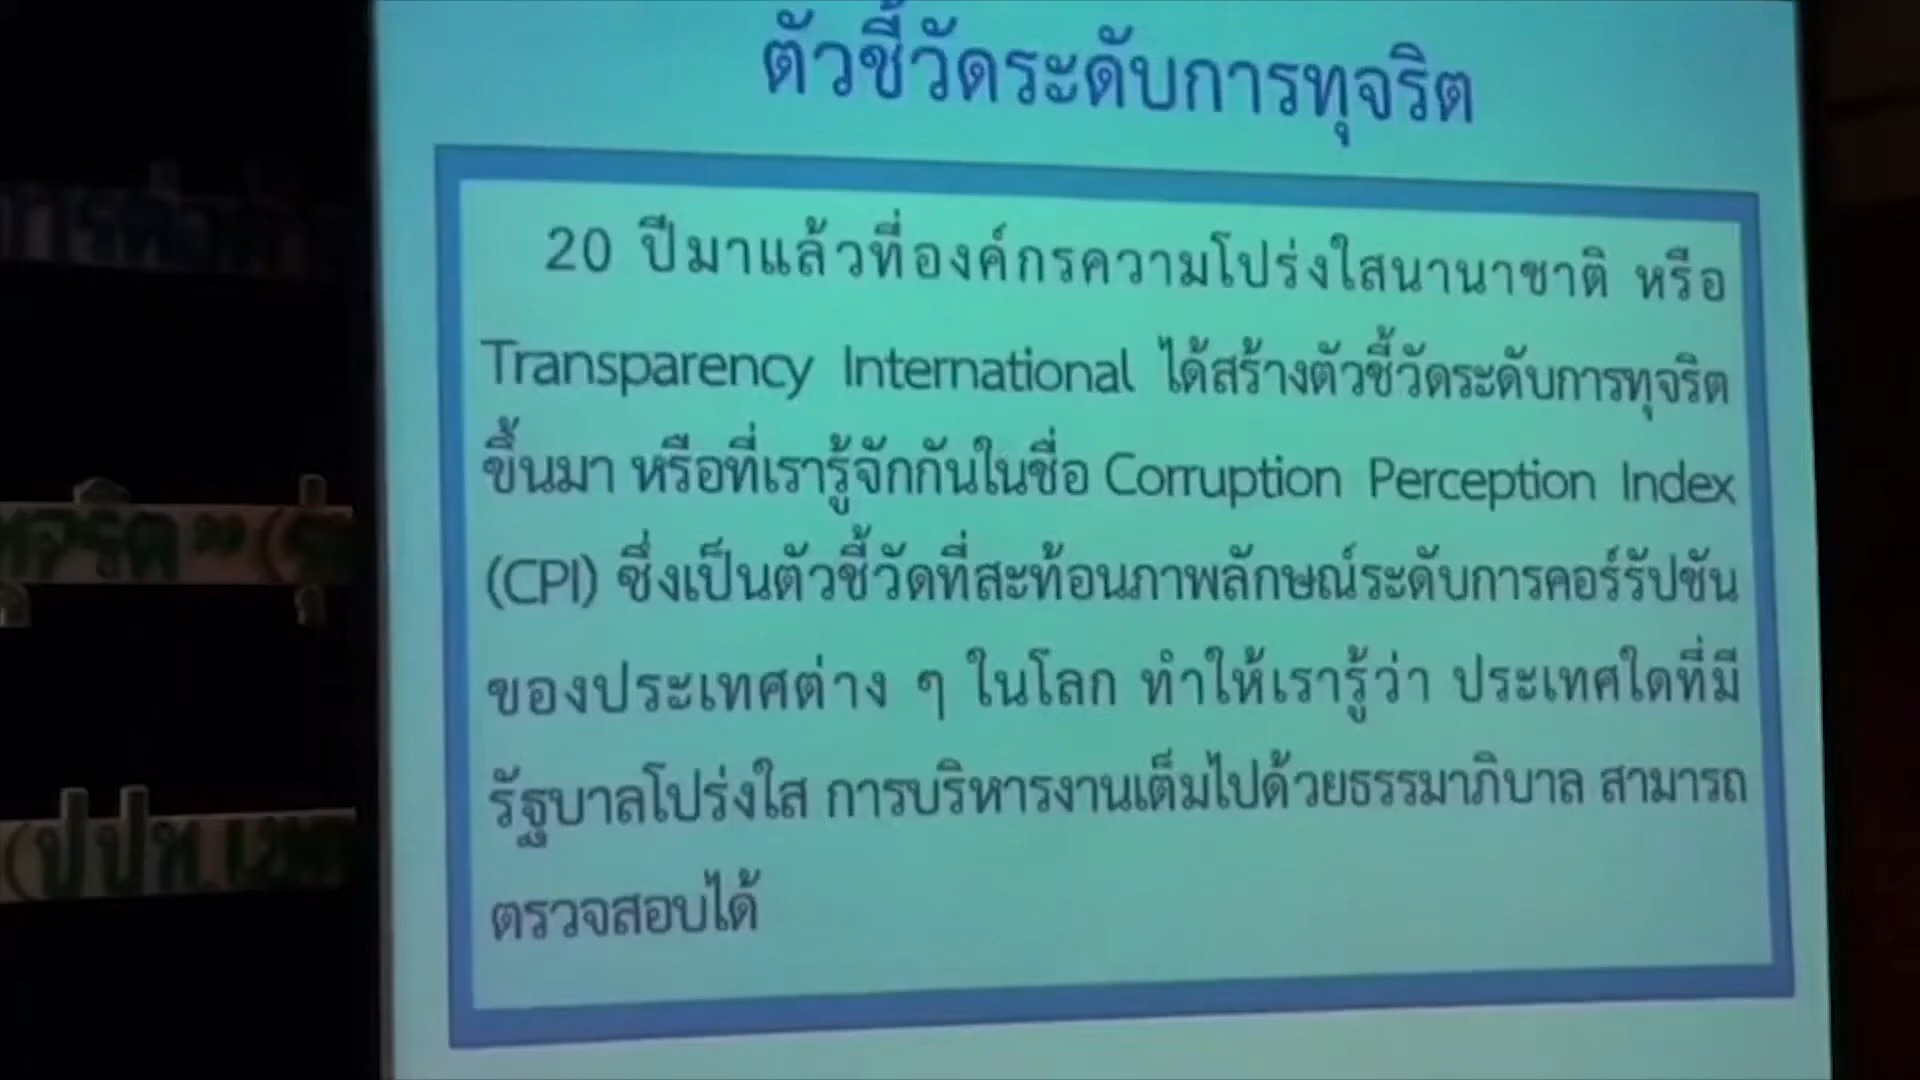 ตัวชี้วัดระดับการทุจริต
20 ปีมาแล้วที่องค์กรความโปร่งใสนานาชาติ หรือ
Transparency International ได้สร้างตัวชี้วัดระดับการทุจริต
ขึ้นมา หรือที่เรารู้จักกันในชื่อ Corruption Perception Index
(CPI) ซึ่งเป็นตัวชี้วัดที่สะท้อนภาพลักษณ์ระดับการคอร์รัปชัน
ของประเทศต่าง ๆ ในโลก ทำให้เรารู้ว่า ประเทศใดที่มี
รัฐบาลโปร่งใส การบริหารงานเต็มไปด้วยธรรมาภิบาล สามารถ
ตรวจสอบได้